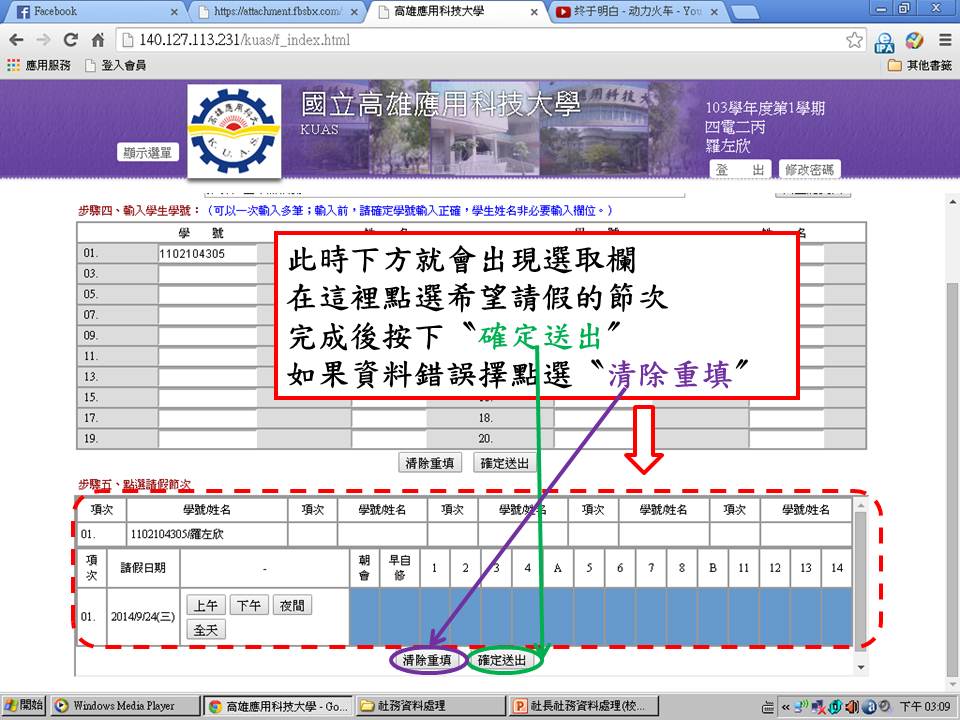 Facebook
https://attachment.fbsbx.com/
高雄應用科技大學
终于明白 - 动力火车 - You
140.127.113.231/kuas/f_index.html
應用服務
登入會員
其他書籤
國立高雄應用科技大學
KUAS
103學年度第1學期
四電二丙
羅左欣
顯示選單
登 出
修改密碼
步驟四、輸入學生學號：（可以一次輸入多筆；輸入前，請確定學號輸入正確，學生姓名非必要輸入欄位。）
學 號
01. 1102104305
03.
05.
07.
09.
11.
13.
15.
17. 18.
19. 20.
此時下方就會出現選取欄
在這裡點選希望請假的節次
完成後按下〝確定送出〞
如果資料錯誤擇點選〝清除重填〞
清除重填 確定送出
步驟五、點選請假節次
項次 學號/姓名 項次 學號/姓名 項次 學號/姓名 項次 學號/姓名 項次 學號/姓名
01. 1102104305/羅左欣
項次 請假日期 - 朝會 早自修 1 2 3 4 A 5 6 7 8 B 11 12 13 14
01. 2014/9/24(三) 上午 下午 夜間
全天
清除重填 確定送出
開始
Windows Media Player
高雄應用科技大學 - Go...
社務資料處理
社長社務資料處理(校...
下午 03:09